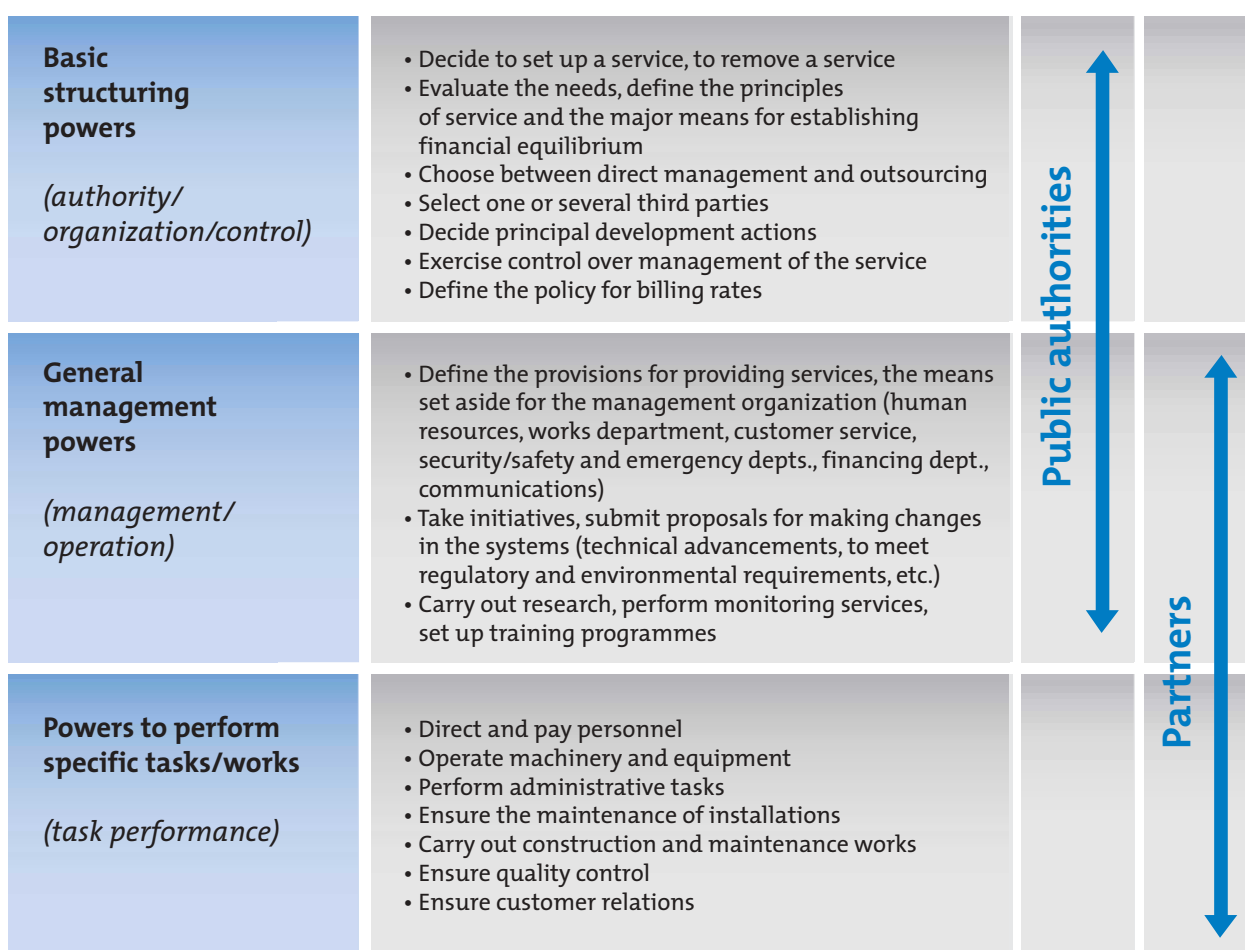 Basic
structuring
powers
(authority/
organization/control)
• Decide to set up a service, to remove a service
• Evaluate the needs, define the principles
of service and the major means for establishing
financial equilibrium
• Choose between direct management and outsourcing
• Select one or several third parties
• Decide principal development actions
• Exercise control over management of the service
• Define the policy for billing rates
General
management
powers
(management/
operation)
• Define the provisions for providing services, the means
set aside for the management organization (human
resources, works department, customer service,
security/safety and emergency depts., financing dept.,
communications)
• Take initiatives, submit proposals for making changes
in the systems (technical advancements, to meet
regulatory and environmental requirements, etc.)
• Carry out research, perform monitoring services,
set up training programmes
Powers to perform
specific tasks/works
(task performance)
• Direct and pay personnel
• Operate machinery and equipment
• Perform administrative tasks
• Ensure the maintenance of installations
• Carry out construction and maintenance works
• Ensure quality control
• Ensure customer relations
Public authorities
Partners